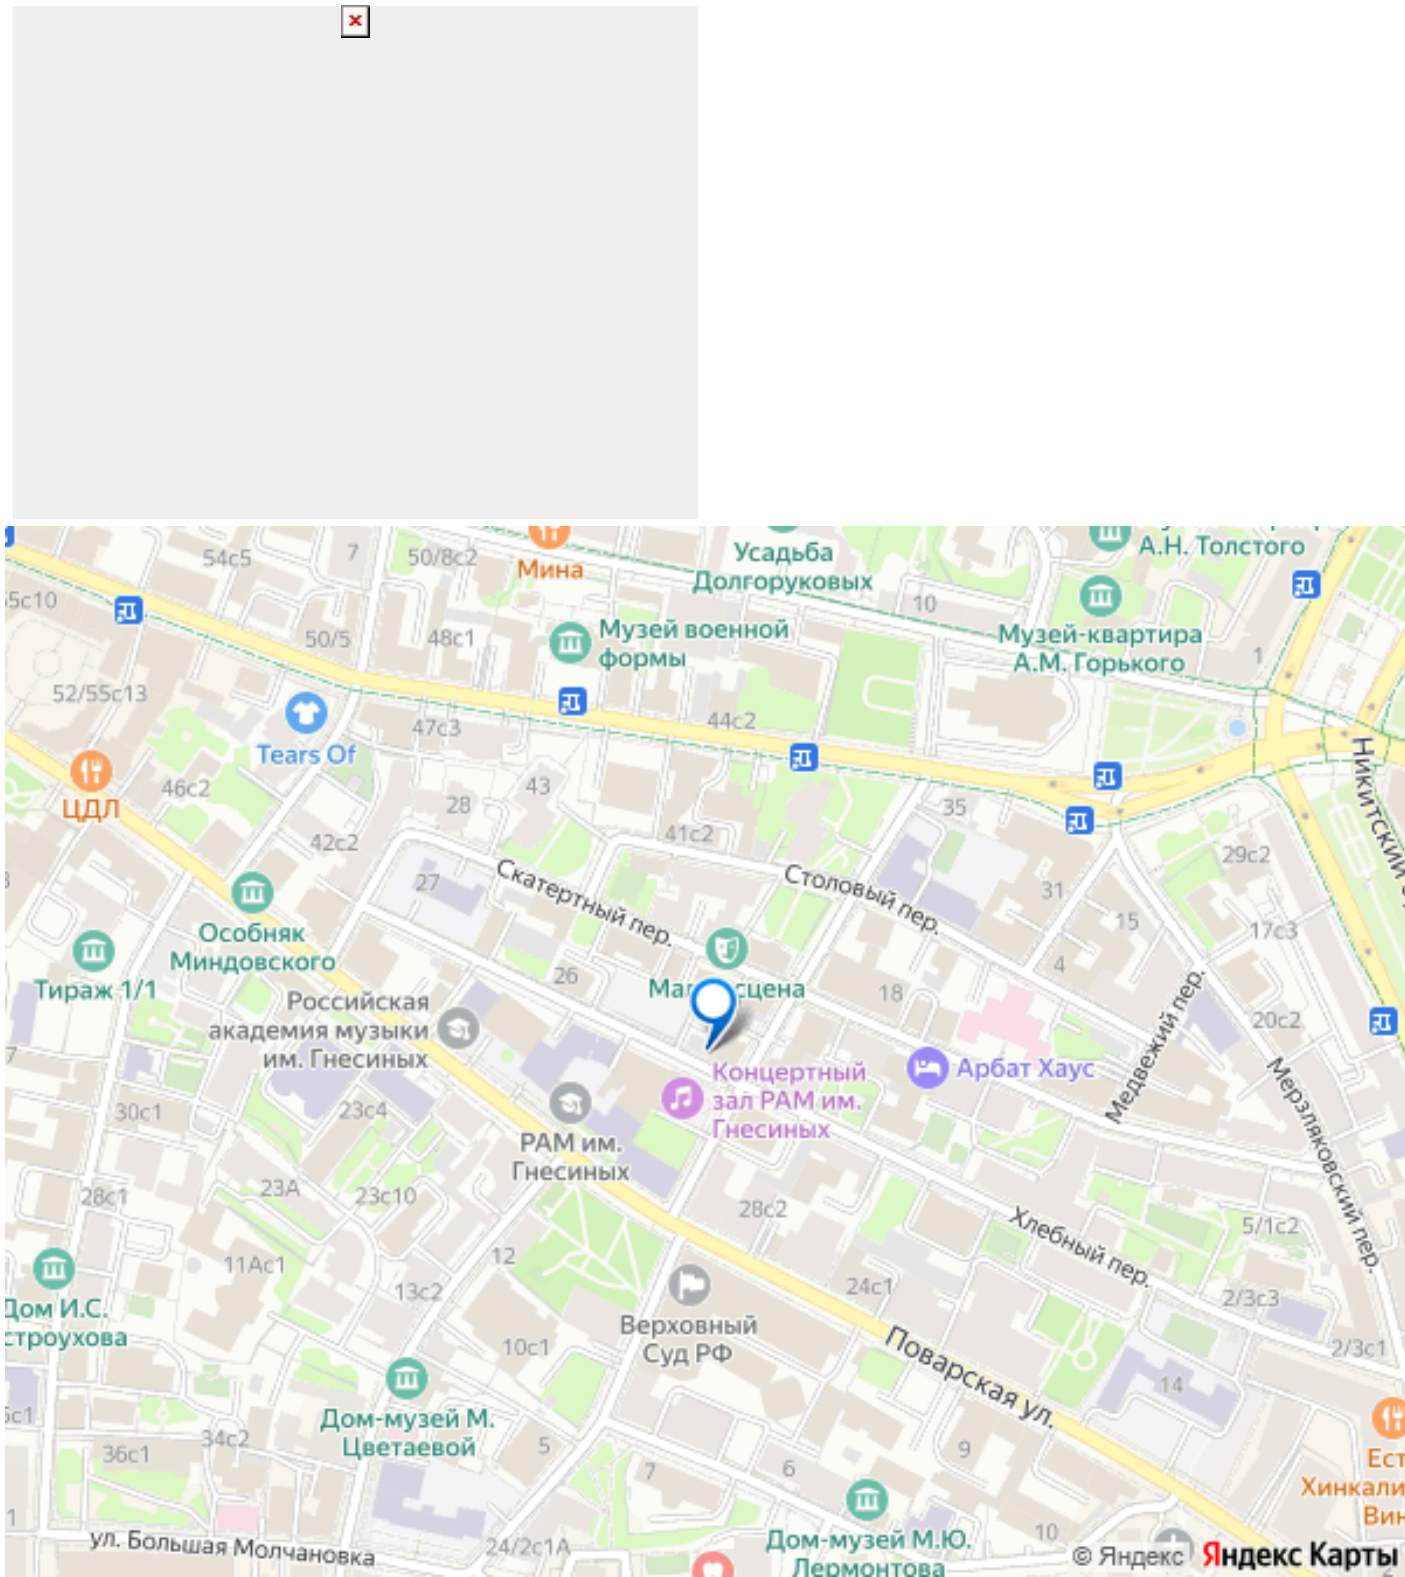 54с5
7
50/8с2
Мина
Усадьба
Долгоруковых
А.Н. Толстого
5с10
50/5
48с1
Музей военной
формы
10
Музей-квартира
А.М. Горького
1
52/55с13
Tears Of
47с3
44с2
ЦДЛ
46с2
28
43
42с2
41с2
35
Никитский
29с2
27
Скатертный пер.
Столовый пер.
31
15
17с3
Особняк
Миндовского
Тираж 1/1
26
4
Российская
академия музыки
им. Гнесиных
сцена
18
Медвежий пер.
20с2
7
Концертный
зал РАМ им.
Гнесиных
Арбат Хаус
Мерзляковский пер.
30с1
23с4
РАМ им.
Гнесиных
28с1
23А
23с10
28с2
Хлебный пер.
5/1с2
11Ас1
12
13с2
24с1
2/3с3
Дом И.С.
строухова
Верховный
Суд РФ
10с1
Поварская ул.
2/3с1
14
Дом-музей М.
Цветаевой
34с2
36с1
5
7
9
6
Ест
Хинкали
Вин
ул. Большая Молчановка
24/2с1А
Дом-музей М.Ю.
Лермонтова
10
© Яндекс Яндекс Карты